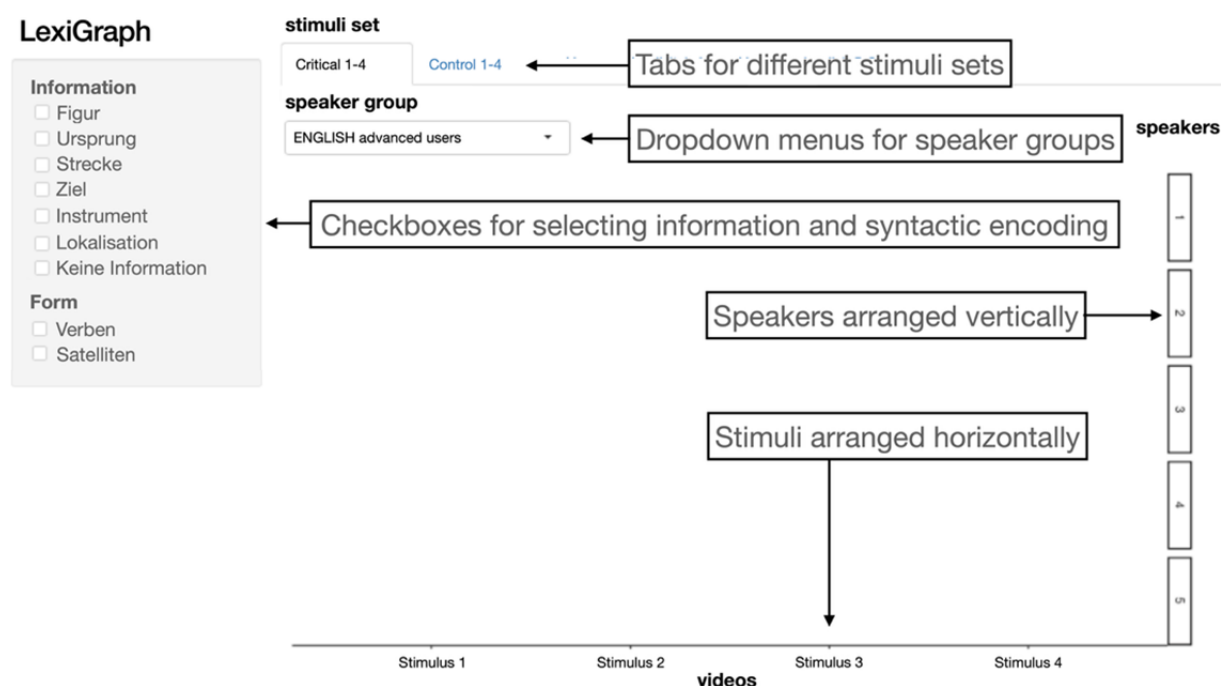 LexiGraph
Information
Figur
Ursprung
Strecke
Ziel
Instrument
Lokalisation
Keine Information
Form
Verben
Satelliten
stimuli set
Critical 1-4
Control 1-4
Tabs for different stimuli sets
speaker group
ENGLISH advanced users
Dropdown menus for speaker groups
speakers
Checkboxes for selecting information and syntactic encoding
Speakers arranged vertically
Stimuli arranged horizontally
1
2
3
4
5
Stimulus 1
Stimulus 2
Stimulus 3
Stimulus 4
videos